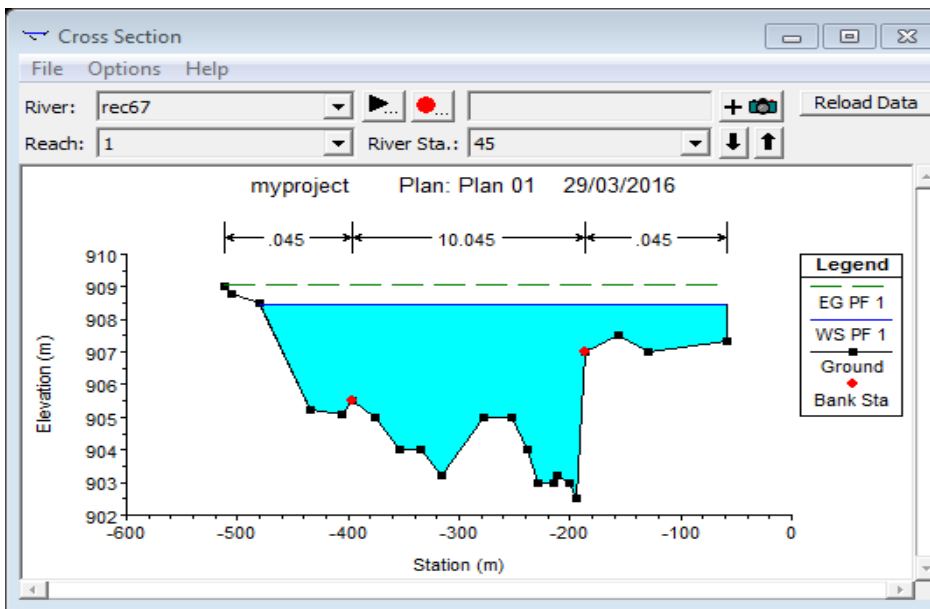 Cross Section
File Options Help
River: rec67 ... ... + Reload Data
Reach: 1 River Sta.: 45
myproject Plan: Plan 01 29/03/2016
.045 10.045 .045
910
909
908
907
906
905
904
903
902
Elevation (m)
-600 -500 -400 -300 -200 -100 0
Station (m)
Legend
EG PF 1
WS PF 1
Ground
Bank Sta